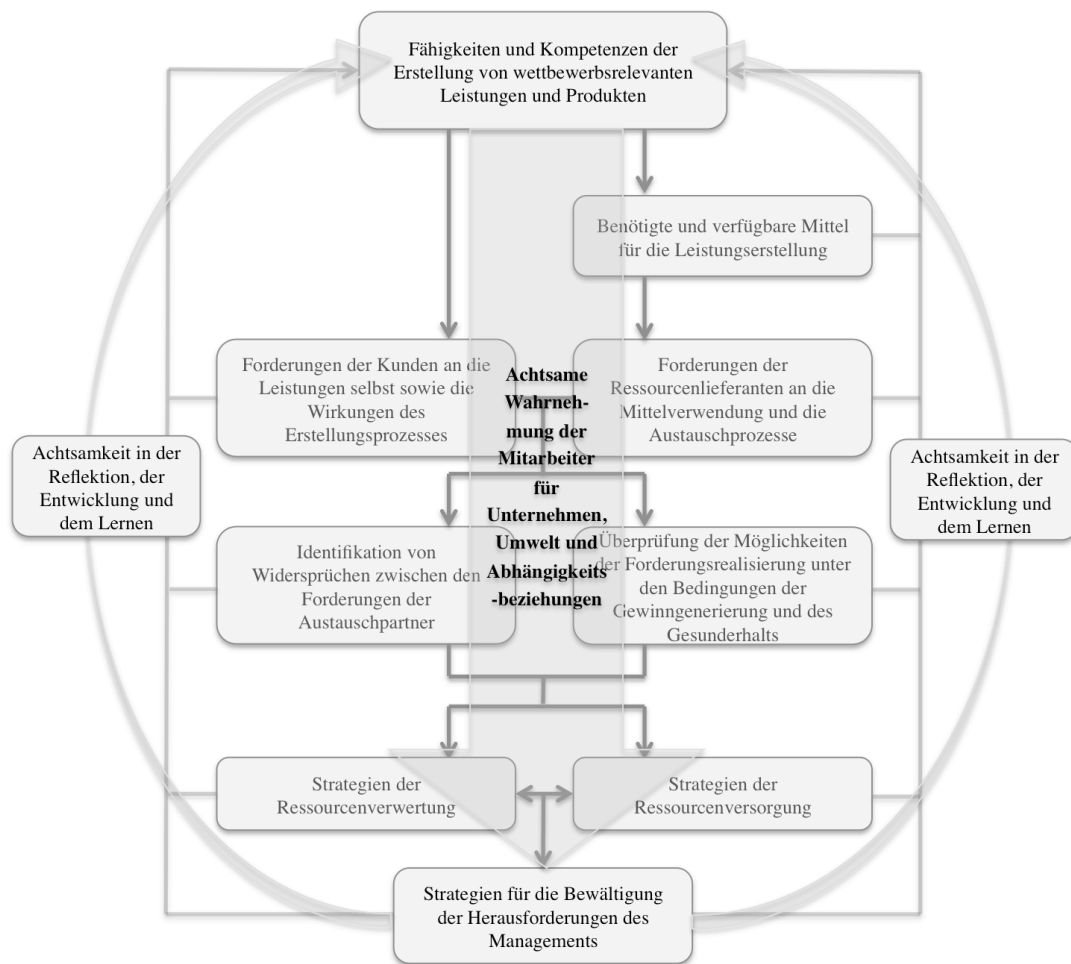 Fähigkeiten und Kompetenzen der
Erstellung von wettbewerbsrelevanten
Leistungen und Produkten
Benötigte und verfügbare Mittel
für die Leistungserstellung
Forderungen der Kunden an die
Leistungen selbst sowie die
Wirkungen des
Erstellungsprozesses
Achtsame
Wahrneh-
mung der
Mitarbeiter
für
Unternehmen,
Umwelt und
Abhängigkeits
-beziehungen
Forderungen der
Ressourcenlieferanten an die
Mittelverwendung und die
Austauschprozesse
Achtsamkeit in der
Reflektion, der
Entwicklung und
dem Lernen
Achtsamkeit in der
Reflektion, der
Entwicklung und
dem Lernen
Identifikation von
Widersprüchen zwischen den
Forderungen der
Austauschpartner
Überprüfung der Möglichkeiten
der Forderungsrealisierung unter
den Bedingungen der
Gewinngenerierung und des
Gesunderhalts
Strategien der
Ressourcenverwertung
Strategien der
Ressourcenversorgung
Strategien für die Bewältigung
der Herausforderungen des
Managements